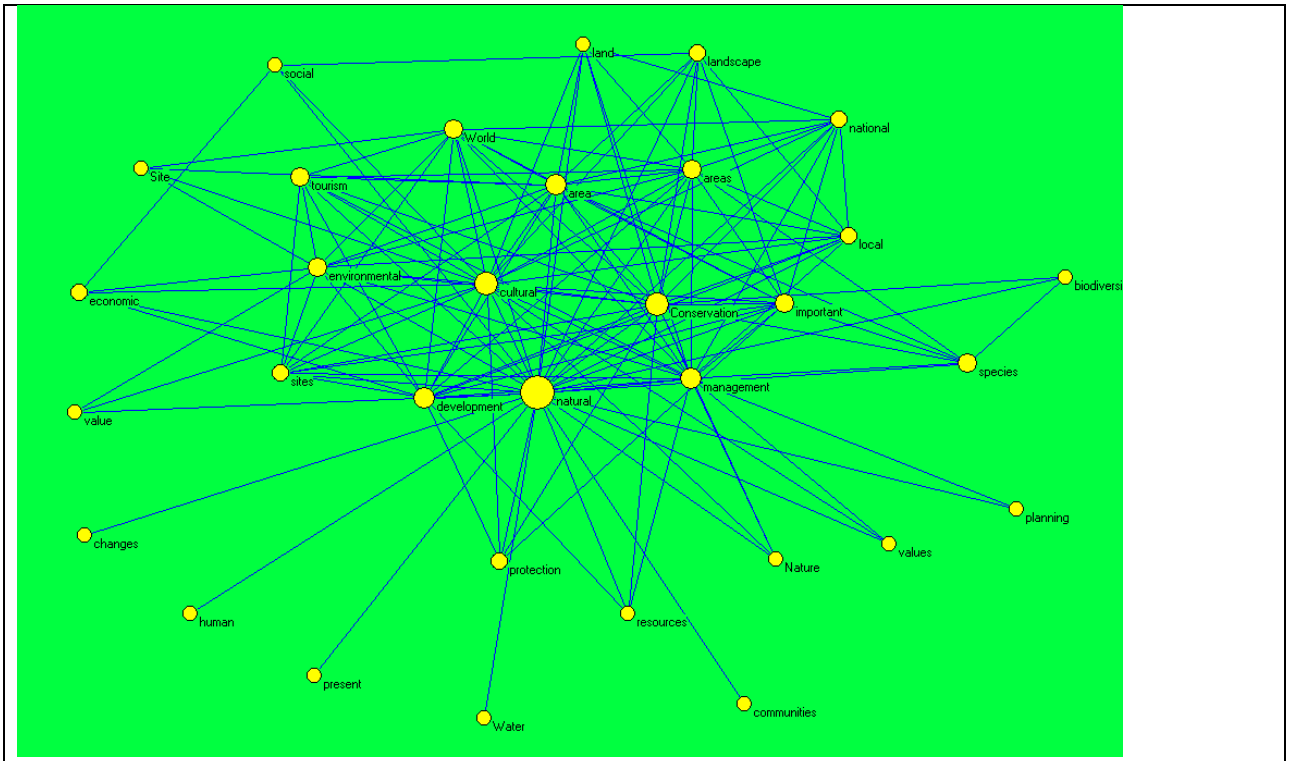 land
landscape
social
national
World
Site
tourism
areas
area
local
environmental
biodiversi
cultural
economic
Conservation
important
species
sites
management
natural
development
value
planning
changes
values
Nature
protection
human
resources
present
communities
Water